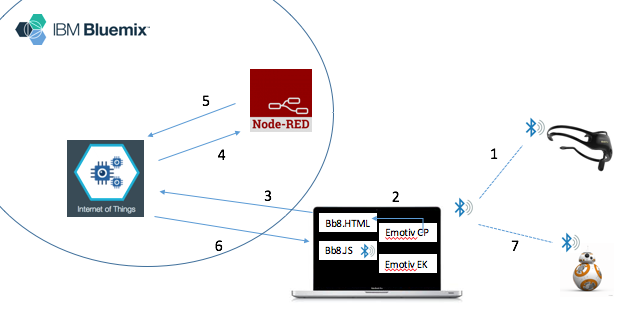 IBM Bluemix™
5
Node-RED
1
4
Internet of Things
3
2
Bb8.HTML
Emotiv CP
6
Bb8.JS
Emotiv EK
7